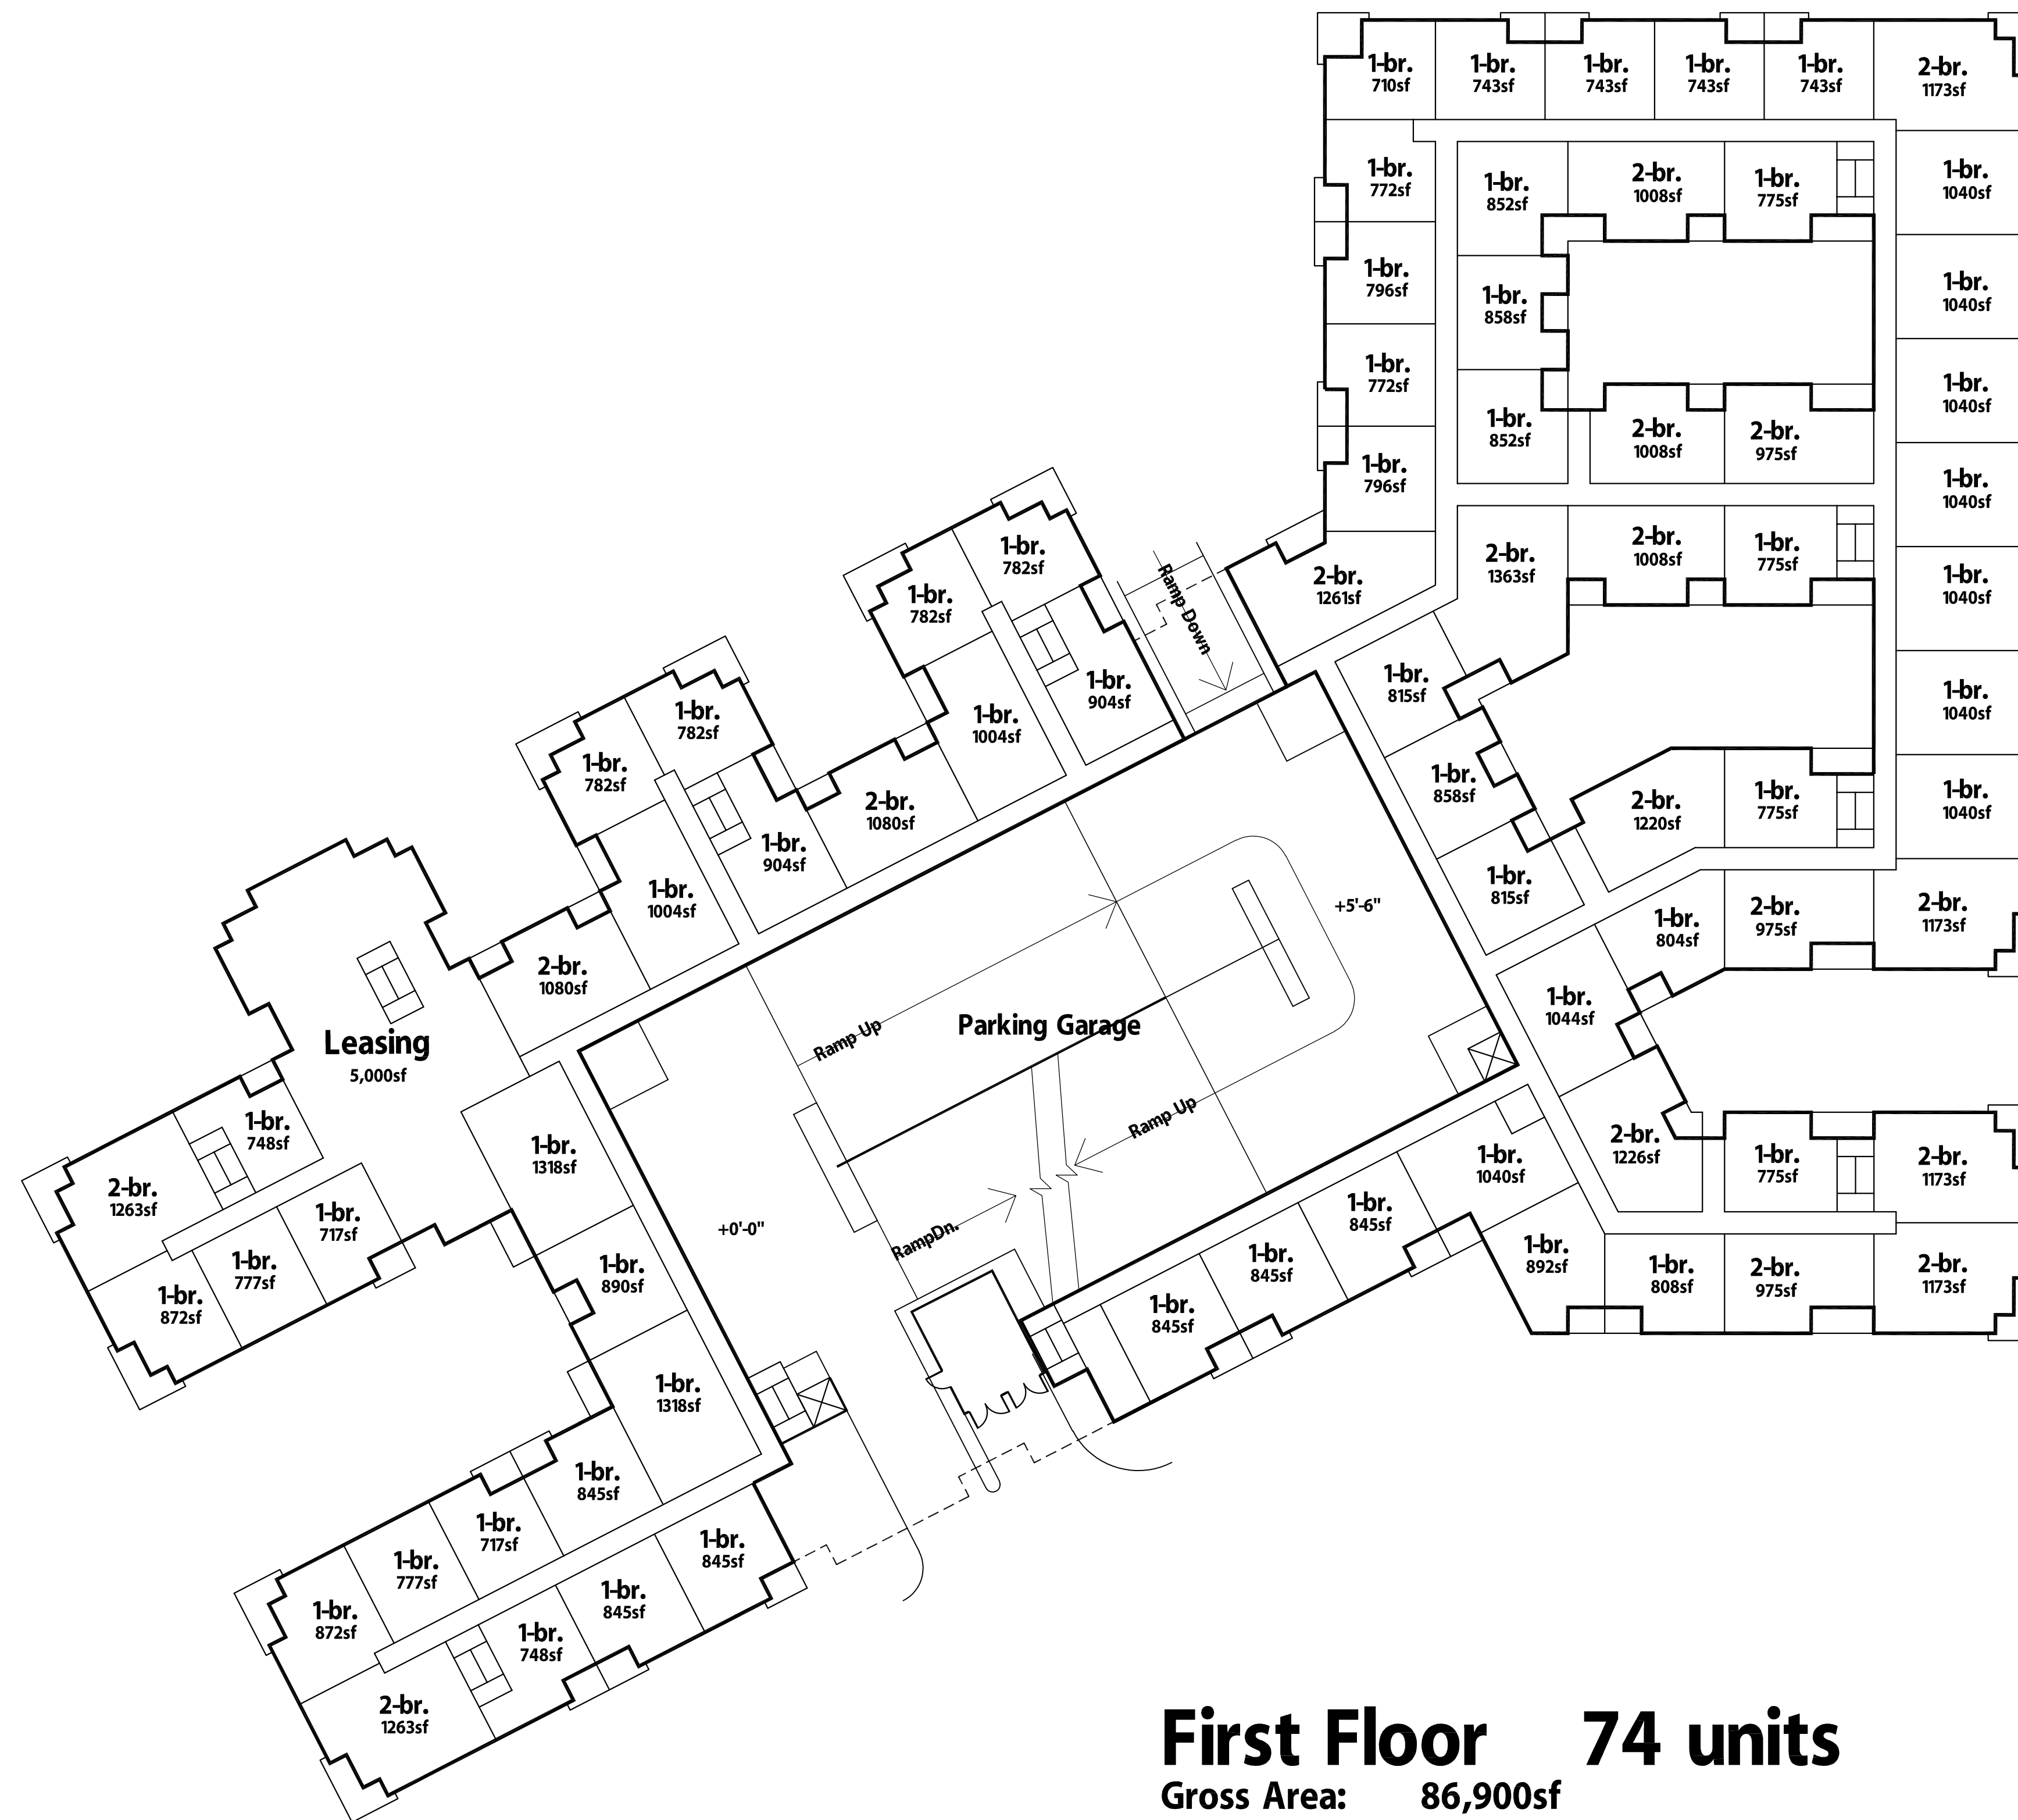 1-br.
710sf
1-br.
743sf
1-br.
743sf
1-br.
743sf
1-br.
743sf
2-br.
1173sf
1-br.
772sf
1-br.
852sf
2-br.
1008sf
1-br.
775sf
1-br.
1040sf
1-br.
796sf
1-br.
858sf
1-br.
1040sf
1-br.
772sf
1-br.
852sf
2-br.
1008sf
2-br.
975sf
1-br.
1040sf
1-br.
796sf
1-br.
1040sf
1-br.
782sf
1-br.
782sf
Ramp Down
2-br.
1261sf
2-br.
1363sf
2-br.
1008sf
1-br.
775sf
1-br.
1040sf
1-br.
782sf
1-br.
782sf
1-br.
1004sf
1-br.
904sf
1-br.
815sf
1-br.
1040sf
1-br.
904sf
2-br.
1080sf
1-br.
858sf
2-br.
1220sf
1-br.
775sf
1-br.
1040sf
2-br.
1080sf
1-br.
1004sf
+5'-6"
1-br.
815sf
1-br.
804sf
2-br.
975sf
2-br.
1173sf
Leasing
5,000sf
Ramp Up
Parking Garage
1-br.
1044sf
2-br.
1263sf
1-br.
748sf
1-br.
1318sf
Ramp Up
1-br.
1040sf
2-br.
1226sf
1-br.
775sf
2-br.
1173sf
1-br.
872sf
1-br.
777sf
1-br.
717sf
1-br.
890sf
+0'-0"
RampDn.
1-br.
845sf
1-br.
845sf
1-br.
845sf
1-br.
892sf
1-br.
808sf
2-br.
975sf
2-br.
1173sf
1-br.
1318sf
1-br.
872sf
1-br.
777sf
1-br.
717sf
1-br.
845sf
2-br.
1263sf
1-br.
748sf
1-br.
845sf
1-br.
845sf
First Floor 74 units
Gross Area: 86,900sf